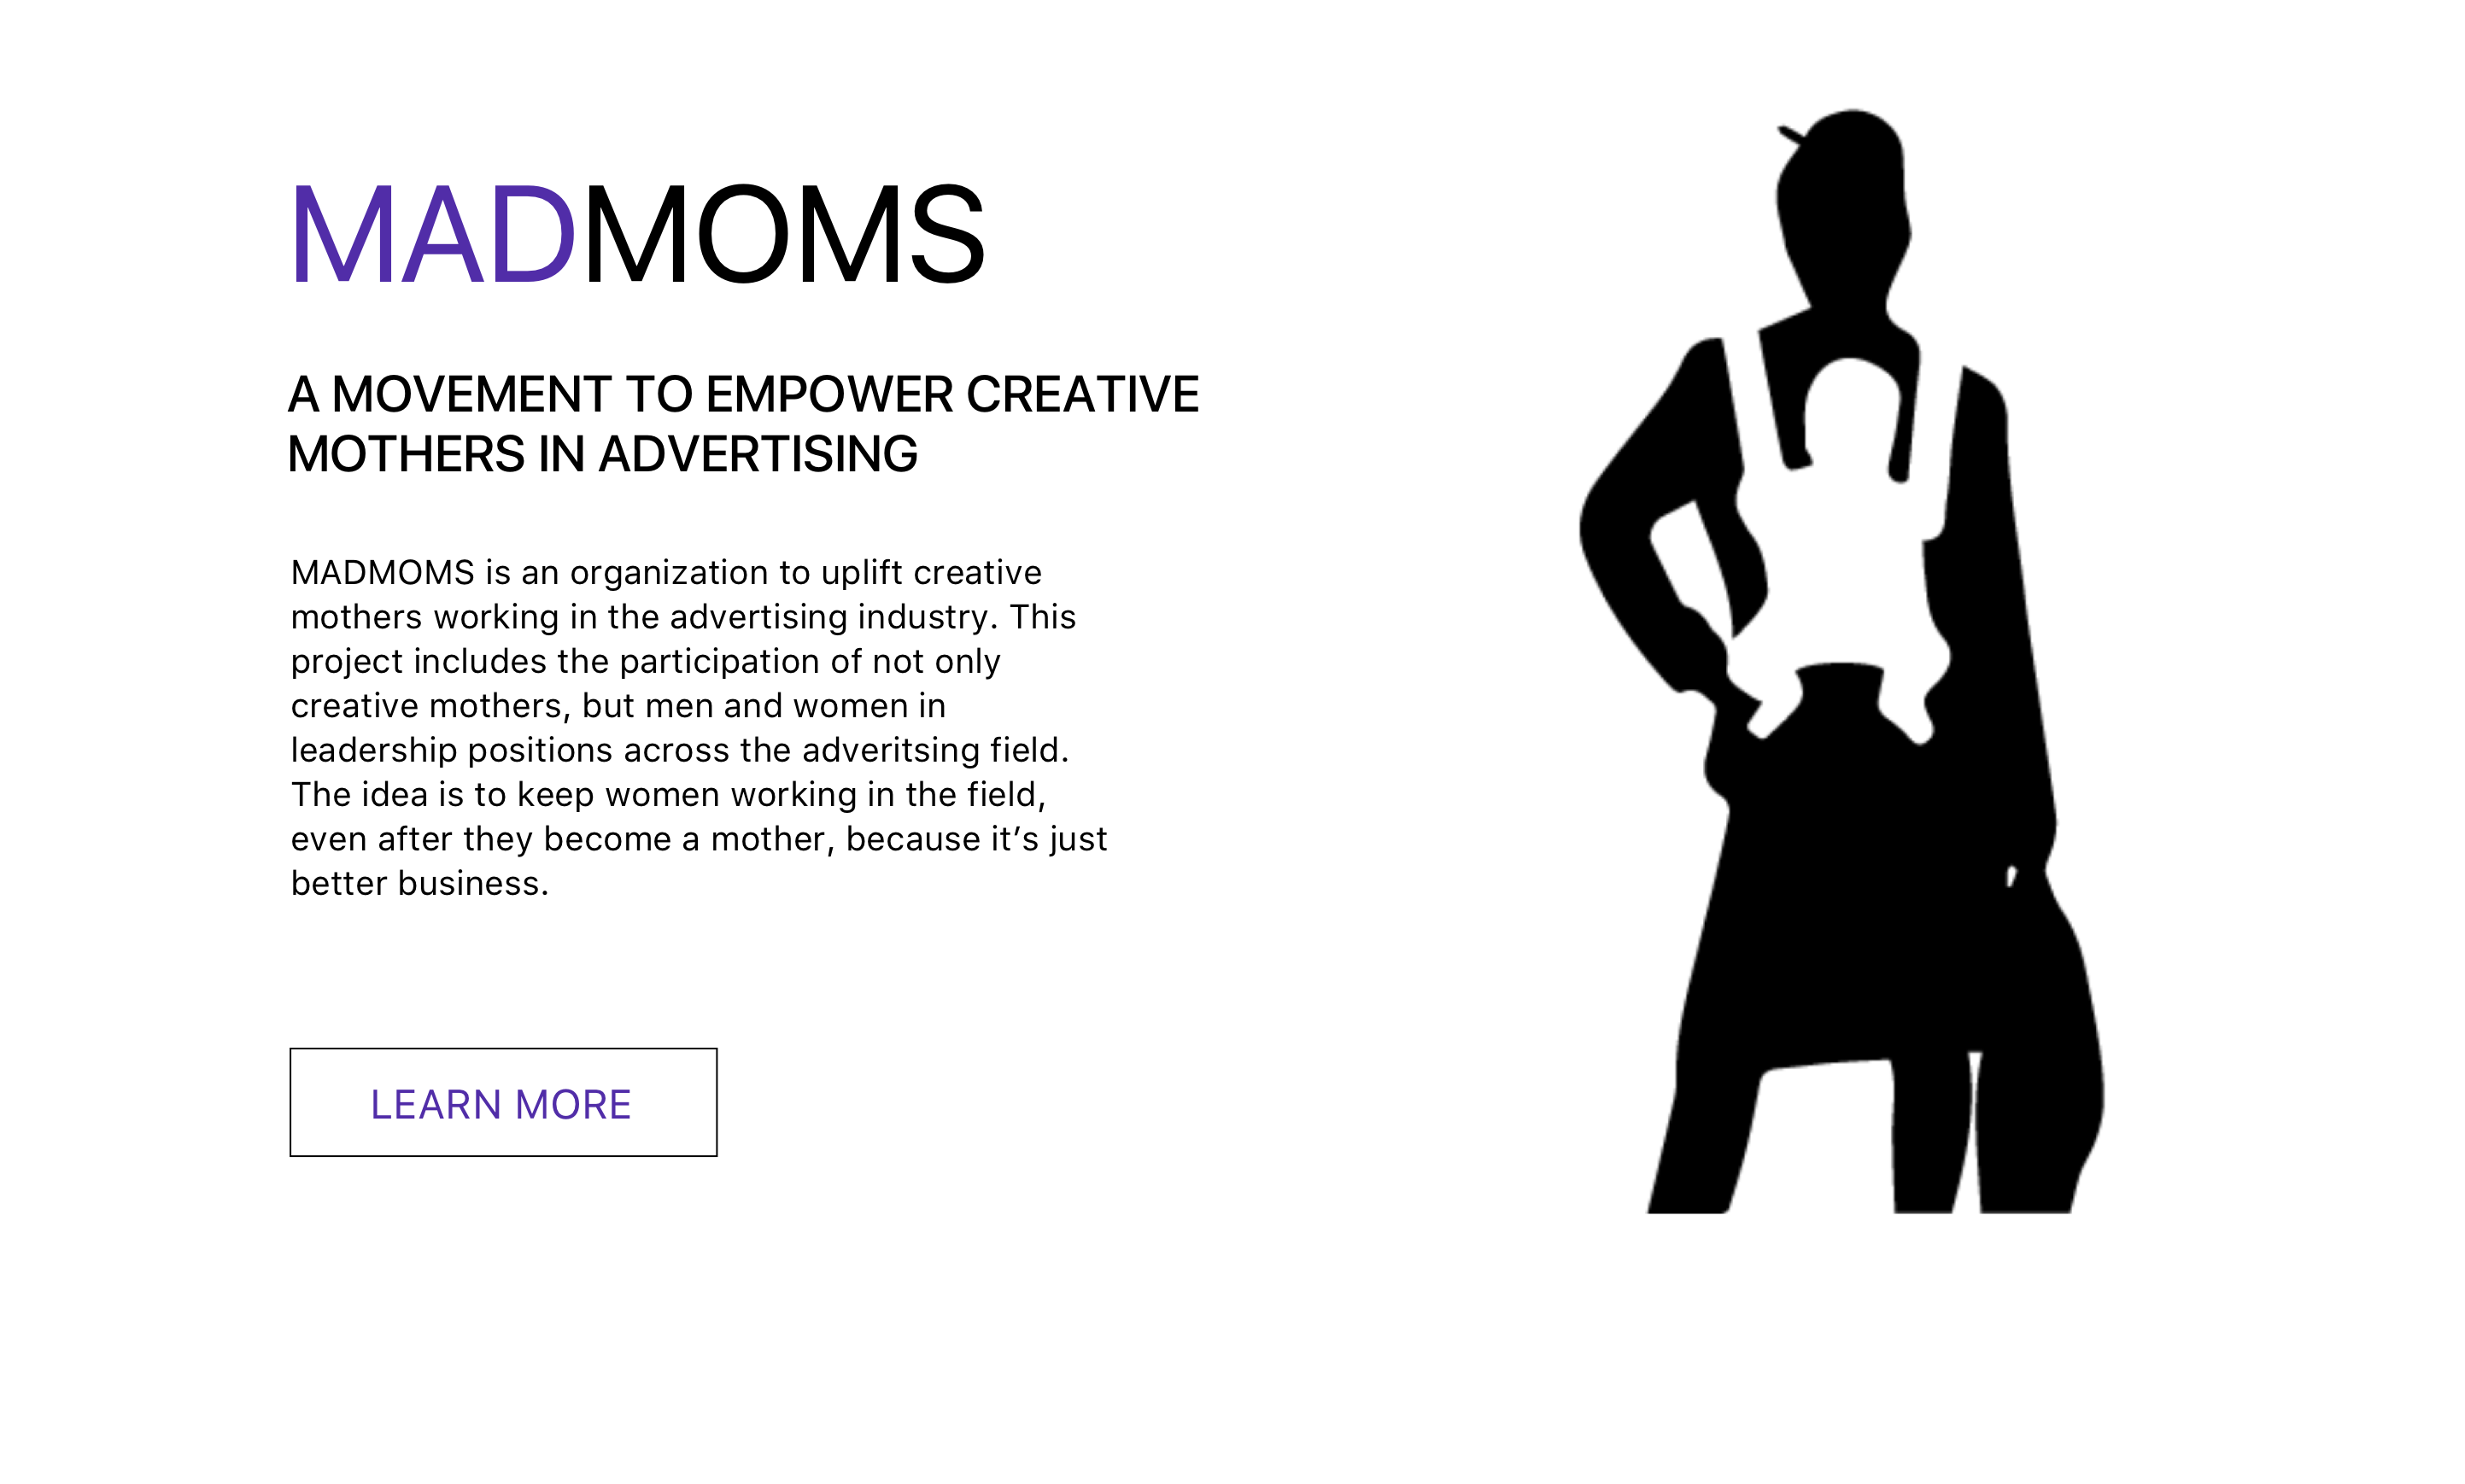 MADMOMS
A MOVEMENT TO EMPOWER CREATIVE
MOTHERS IN ADVERTISING
MADMOMS is an organization to uplift creative
mothers working in the advertising industry. This
project includes the participation of not only
creative mothers, but men and women in
leadership positions across the adveritsing field.
The idea is to keep women working in the field,
even after they become a mother, because it’s just
better business.
LEARN MORE